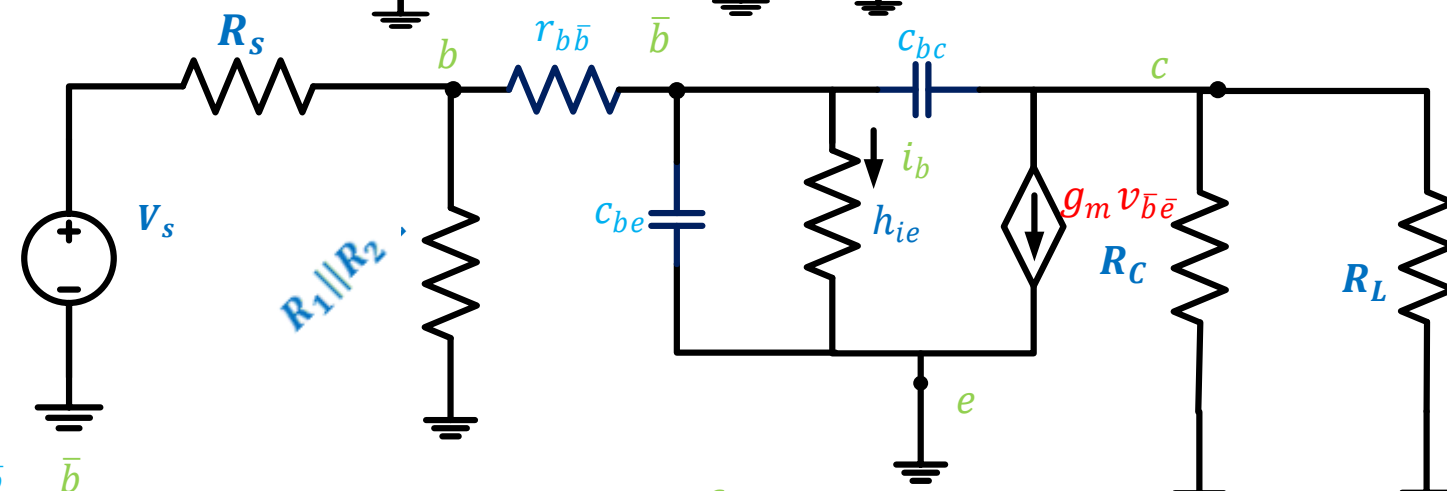 R_s
b
r_{b\bar{b}}
\bar{b}
c_{bc}
c
V_s
+
−
R_1||R_2
c_{be}
i_b
h_{ie}
g_m v_{\bar{b}\bar{e}}
R_C
R_L
e
\bar{b}